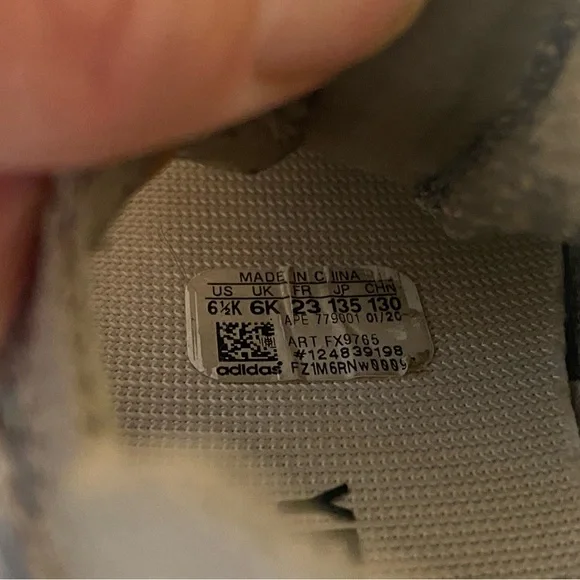 MADE IN CHINA
US UK FR JP CHN
6½K 6K 23 135 130
APE 779001 01/20
ART FX9765
#124839198
adidas FZ1M6RNW0009
Y